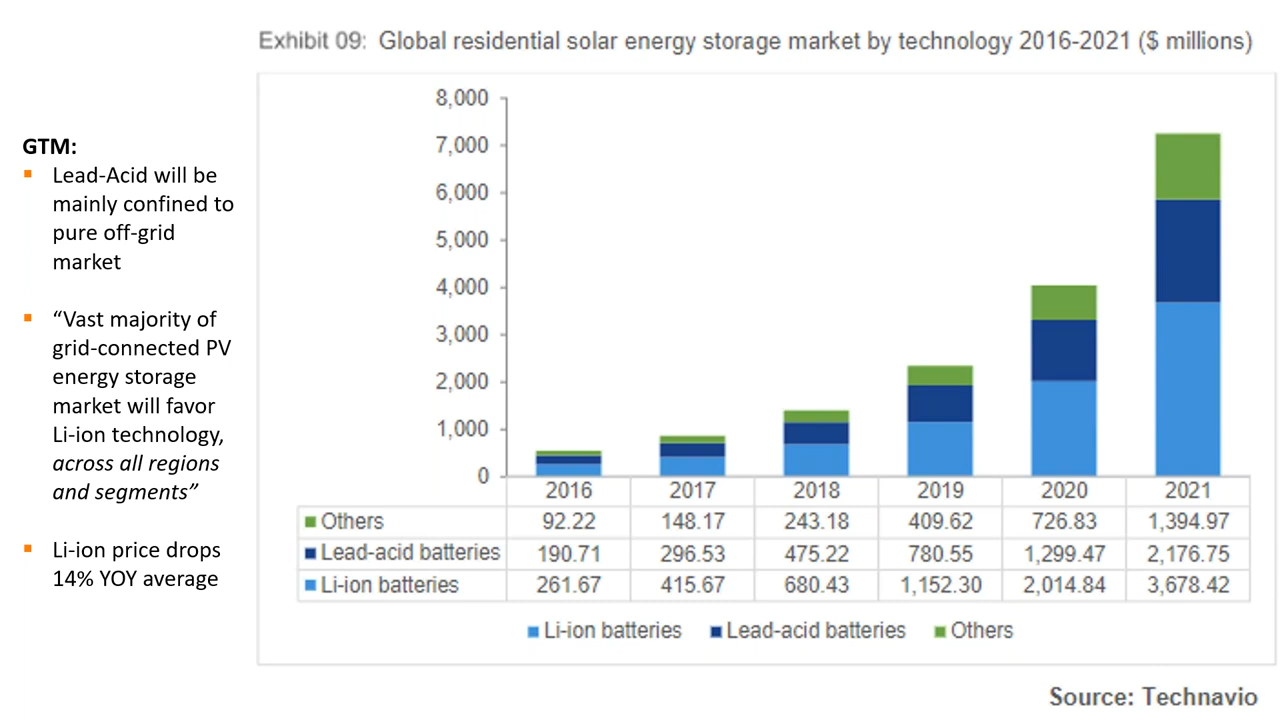 Exhibit 09: Global residential solar energy storage market by technology 2016-2021 ($ millions)
GTM:
Lead-Acid will be
mainly confined to
pure off-grid
market
“Vast majority of
grid-connected PV
energy storage
market will favor
Li-ion technology,
across all regions
and segments”
Li-ion price drops
14% YOY average
8,000
7,000
6,000
5,000
4,000
3,000
2,000
1,000
0
2016 2017 2018 2019 2020 2021
Others 92.22 148.17 243.18 409.62 726.83 1,394.97
Lead-acid batteries 190.71 296.53 475.22 780.55 1,299.47 2,176.75
Li-ion batteries 261.67 415.67 680.43 1,152.30 2,014.84 3,678.42
Li-ion batteries Lead-acid batteries Others
Source: Technavio